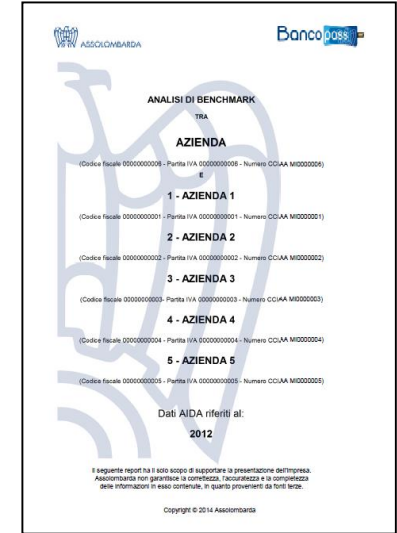 ASSOLOMBARDA
Bancopass
ANALISI DI BENCHMARK
TRA
AZIENDA
(Codice fiscale 00000000006 - Partita IVA 00000000006 - Numero CCIAA MI0000006)
E
1 - AZIENDA 1
(Codice fiscale 00000000001 - Partita IVA 00000000001 - Numero CCIAA MI0000001)
2 - AZIENDA 2
(Codice fiscale 00000000002 - Partita IVA 00000000002 - Numero CCIAA MI0000002)
3 - AZIENDA 3
(Codice fiscale 00000000003- Partita IVA 00000000003 - Numero CCIAA MI0000003)
4 - AZIENDA 4
(Codice fiscale 00000000004 - Partita IVA 00000000004 - Numero CCIAA MI0000004)
5 - AZIENDA 5
(Codice fiscale 00000000005 - Partita IVA 00000000005 - Numero CCIAA MI0000005)
Dati AIDA riferiti al:
2012
Il seguente report ha il solo scopo di supportare la presentazione dell'impresa.
Assolombarda non garantisce la correttezza, l'accuratezza e la completezza
delle informazioni in esso contenute, in quanto provenienti da fonti terze.
Copyright © 2014 Assolombarda